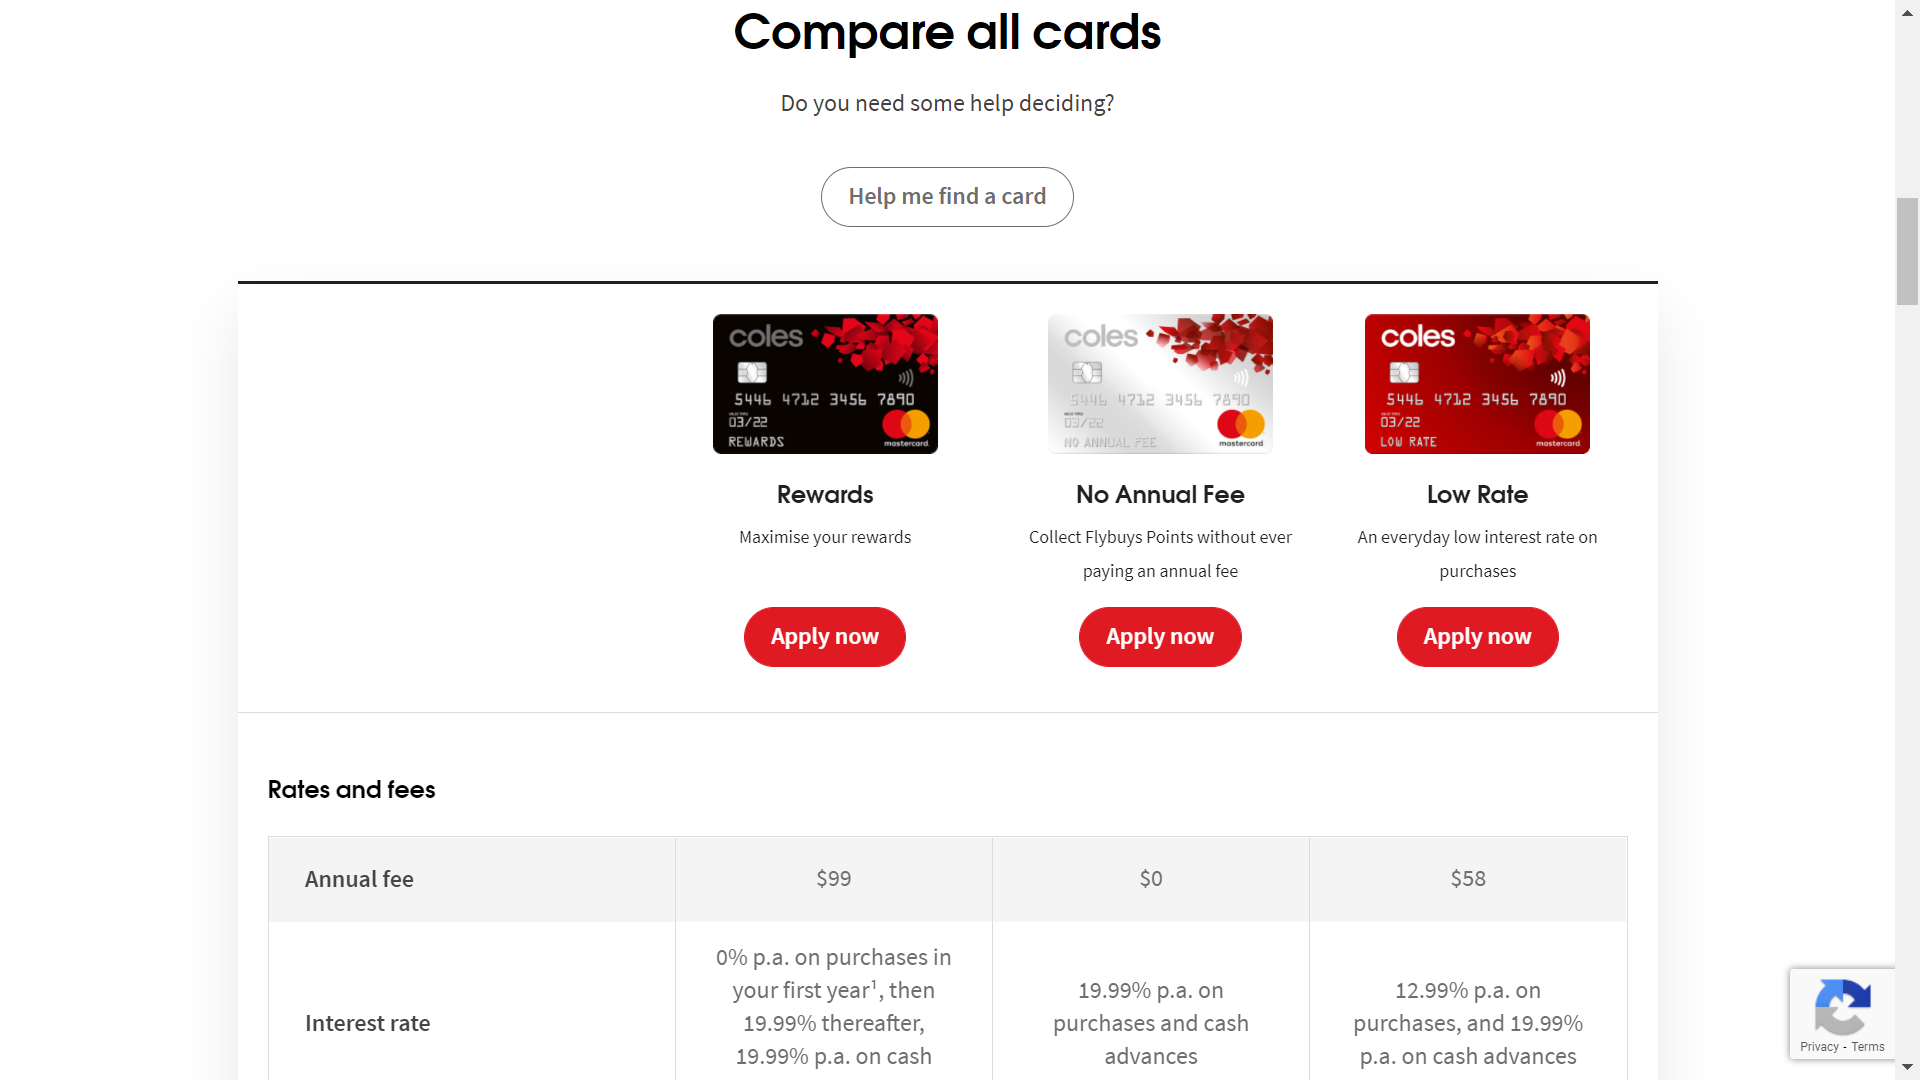 Compare all cards
Do you need some help deciding?
Help me find a card
coles
5446 4712 3456 7890
03/22
REWARDS
mastercard
coles
5446 4712 3456 7890
03/22
NO ANNUAL FEE
mastercard
coles
5446 4712 3456 7890
03/22
LOW RATE
mastercard
Rewards
Maximise your rewards
Apply now
No Annual Fee
Collect Flybuys Points without ever
paying an annual fee
Apply now
Low Rate
An everyday low interest rate on
purchases
Apply now
Rates and fees
Annual fee
$99
$0
$58
Interest rate
0% p.a. on purchases in
your first year¹, then
19.99% thereafter,
19.99% p.a. on cash
19.99% p.a. on
purchases and cash
advances
12.99% p.a. on
purchases, and 19.99%
p.a. on cash advances
Privacy - Terms